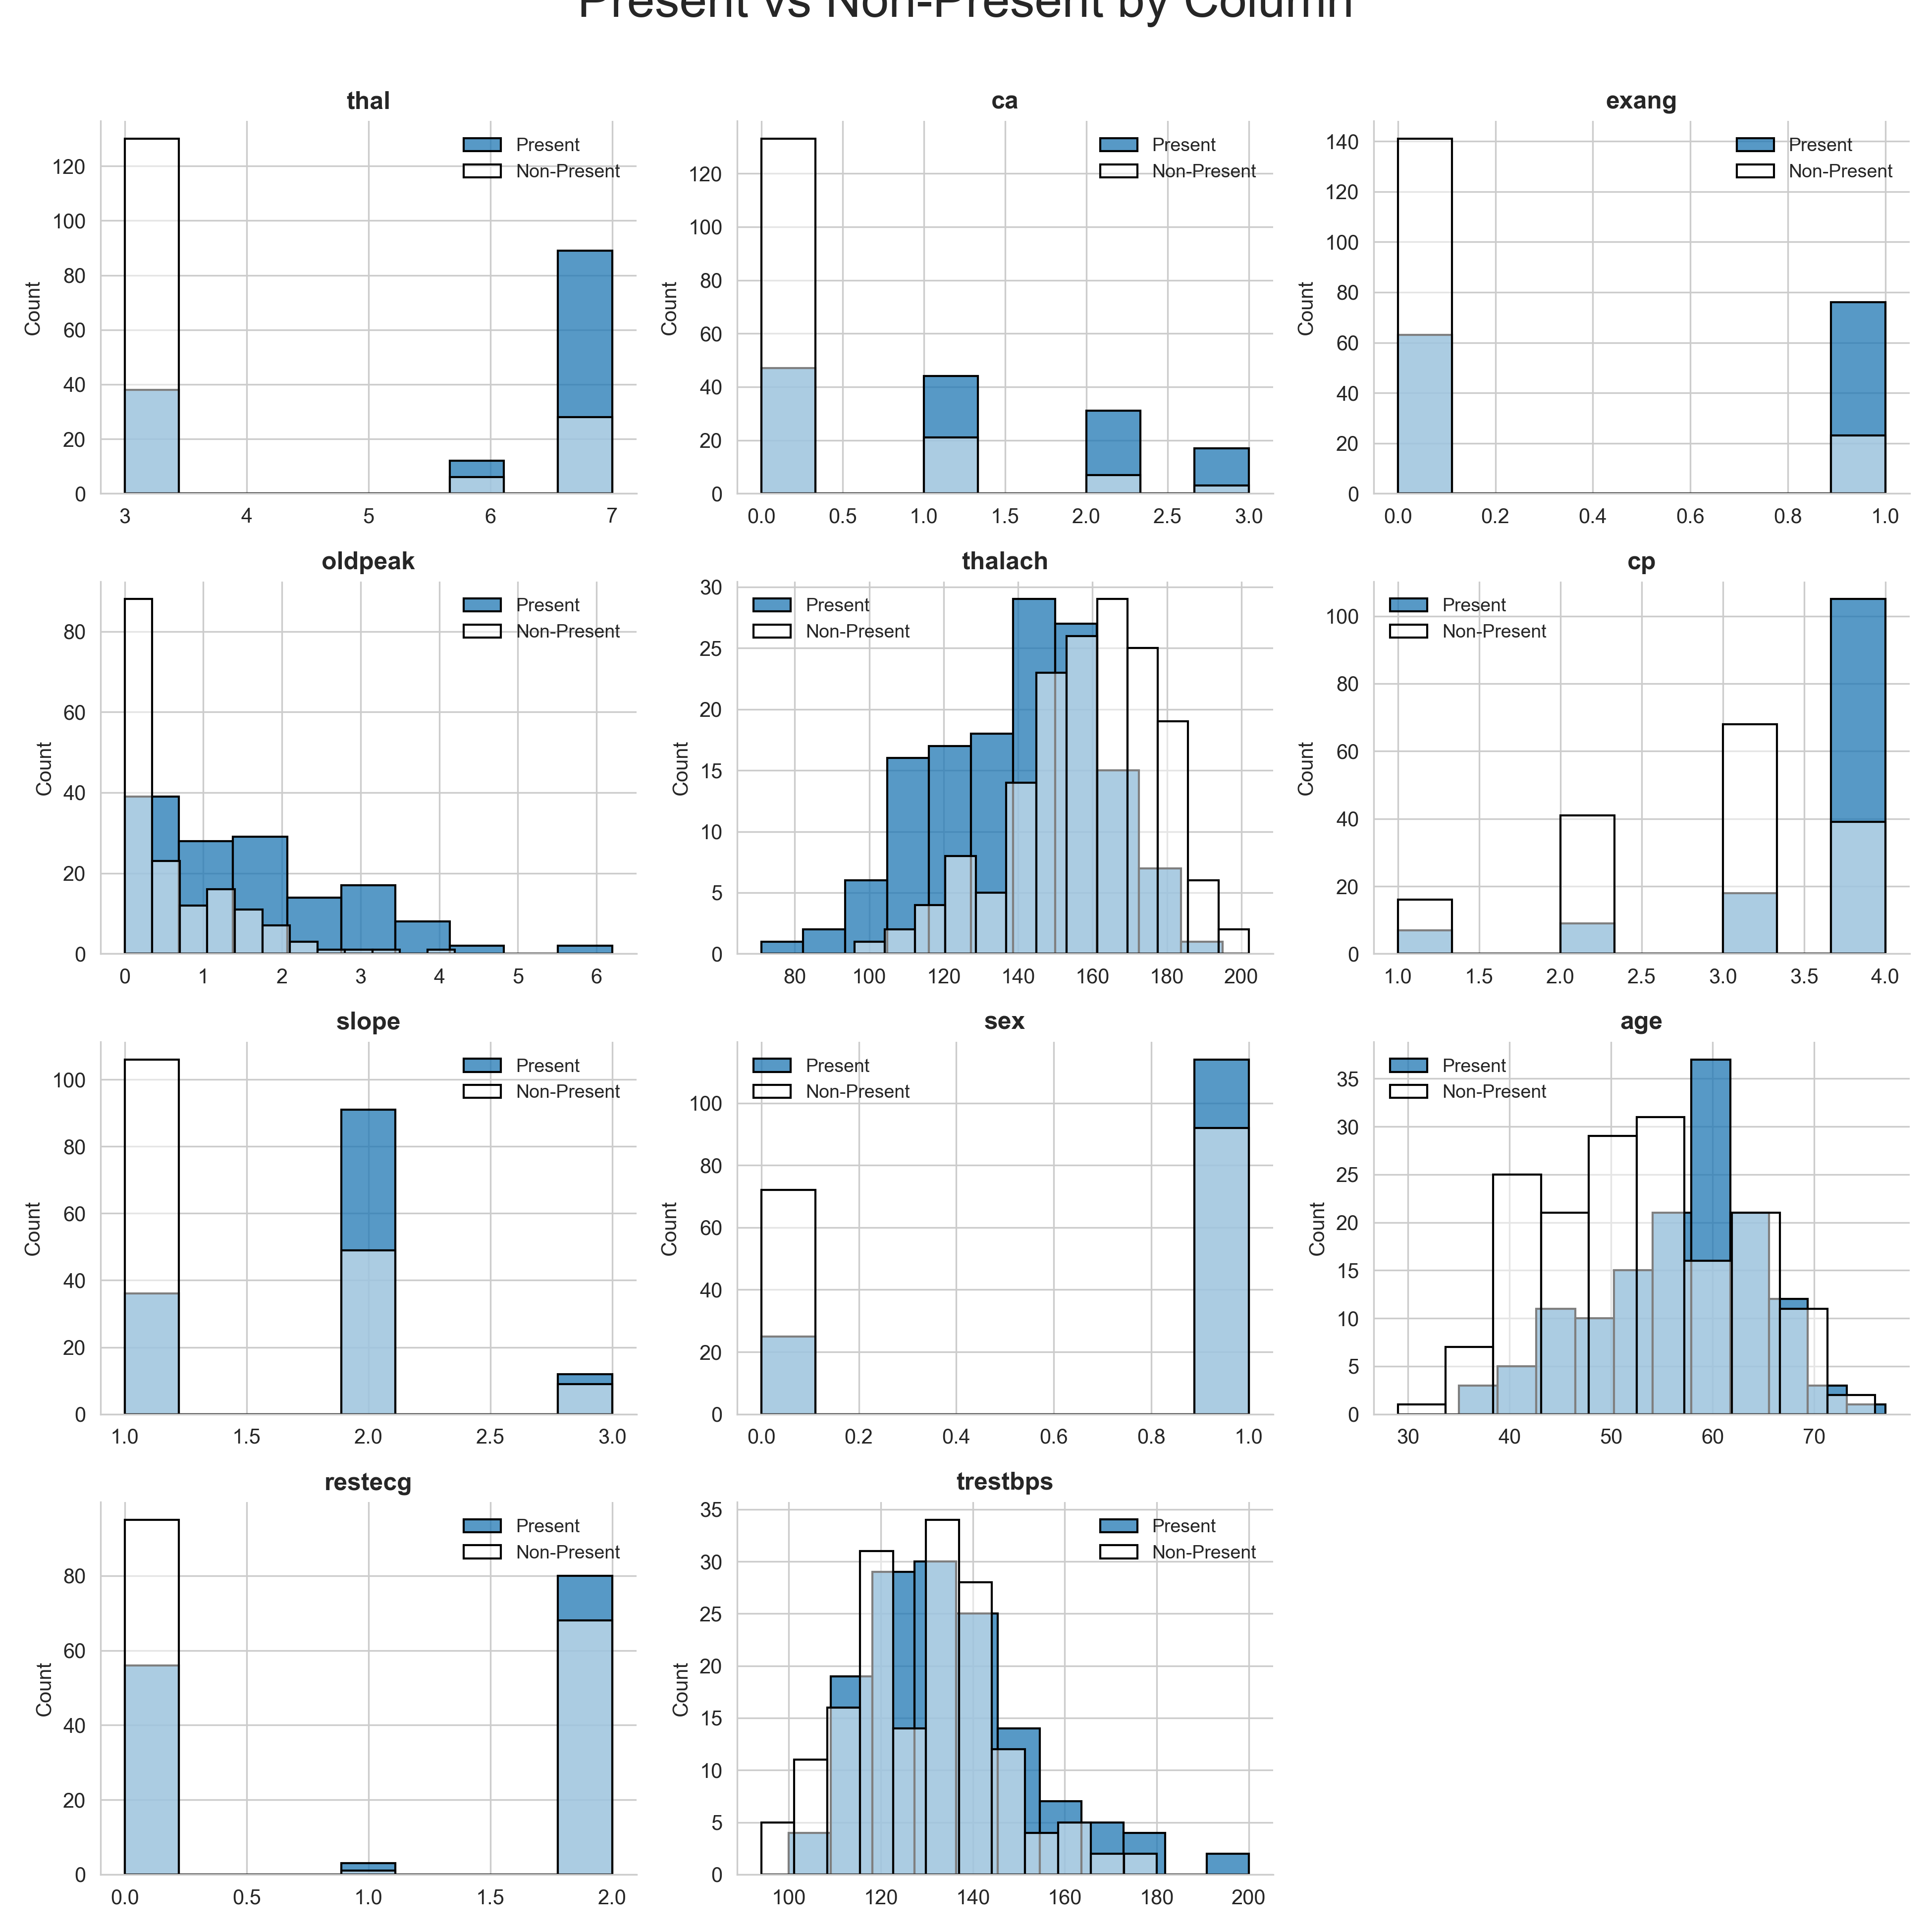 Present vs Non-Present by Column
thal
Present
Non-Present
Count
120
100
80
60
40
20
0
3 4 5 6 7
ca
Present
Non-Present
Count
120
100
80
60
40
20
0
0.0 0.5 1.0 1.5 2.0 2.5 3.0
exang
Present
Non-Present
Count
140
120
100
80
60
40
20
0
0.0 0.2 0.4 0.6 0.8 1.0
oldpeak
Present
Non-Present
Count
80
60
40
20
0
0 1 2 3 4 5 6
thalach
Present
Non-Present
Count
30
25
20
15
10
5
0
80 100 120 140 160 180 200
cp
Present
Non-Present
Count
100
80
60
40
20
0
1.0 1.5 2.0 2.5 3.0 3.5 4.0
slope
Present
Non-Present
Count
100
80
60
40
20
0
1.0 1.5 2.0 2.5 3.0
sex
Present
Non-Present
Count
100
80
60
40
20
0
0.0 0.2 0.4 0.6 0.8 1.0
age
Present
Non-Present
Count
35
30
25
20
15
10
5
0
30 40 50 60 70
restecg
Present
Non-Present
Count
80
60
40
20
0
0.0 0.5 1.0 1.5 2.0
trestbps
Present
Non-Present
Count
35
30
25
20
15
10
5
0
100 120 140 160 180 200